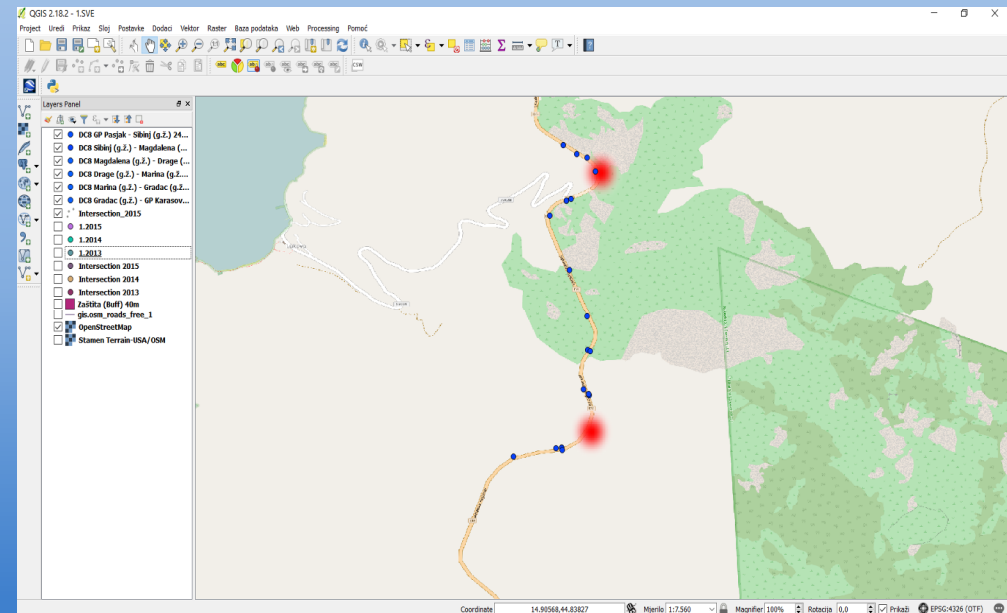 QGIS 2.18.2 - 1.SVE
Project Uredi Prikaz Sloj Postavke Dodaci Vektor Raster Baza podataka Web Processing Pomoć
CSW
Layers Panel
DC8 GP Pasjak - Sibinj (g.ž.) 24...
DC8 Sibinj (g.ž.) - Magdalena (...
DC8 Magdalena (g.ž.) - Drage (...
DC8 Drage (g.ž.) - Marina (g.ž....
DC8 Marina (g.ž.) - Gradac (g.ž...
DC8 Gradac (g.ž.) - GP Karasov...
Intersection_2015
1.2015
1.2014
1.2013
Intersection 2015
Intersection 2014
Intersection 2013
Zaštita (Buff) 40m
gis.osm_roads_free_1
OpenStreetMap
Stamen Terrain-USA/OSM
Coordinate 14.90568,44.83827 Mjerilo 1:7.560 Magnifier 100% Rotacija 0,0 Prikaži EPSG:4326 (OTF)